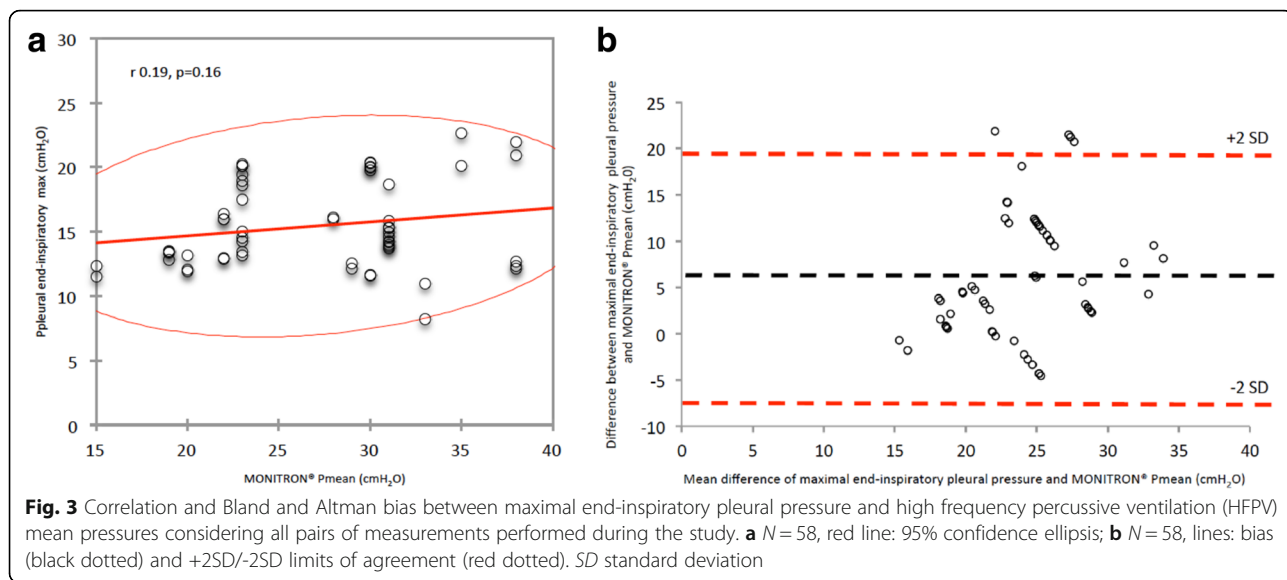 a
r 0.19, p=0.16
Ppleural end-inspiratory max (cmH2O)
30
25
20
15
10
5
0
15 20 25 30 35 40
MONITRON® Pmean (cmH₂O)
b
Difference between maximal end-inspiratory pleural pressure
and MONITRON® Pmean (cmH20)
25
20
15
10
5
0
-5
-10
+2 SD
-2 SD
0 5 10 15 20 25 30 35 40
Mean difference of maximal end-inspiratory pleural pressure and MONITRON® Pmean (cmH₂O)
Fig. 3 Correlation and Bland and Altman bias between maximal end-inspiratory pleural pressure and high frequency percussive ventilation (HFPV)
mean pressures considering all pairs of measurements performed during the study. a N = 58, red line: 95% confidence ellipsis; b N = 58, lines: bias
(black dotted) and +2SD/-2SD limits of agreement (red dotted). SD standard deviation